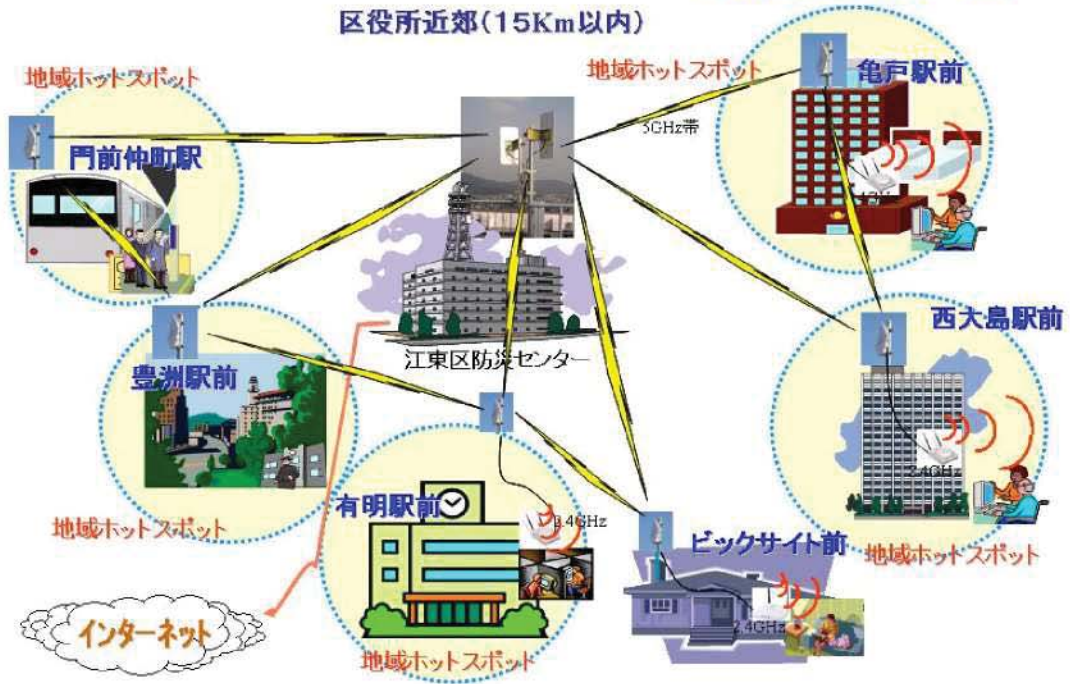 区役所近郊(15Km以内)
地域ホットスポット
門前仲町駅
地域ホットスポット
亀戸駅前
5GHz帯
西大島駅前
江東区防災センター
豊洲駅前
地域ホットスポット
有明駅前
2.4GHz
ビックサイト前
2.4GHz
地域ホットスポット
インターネット
2.4GHz
地域ホットスポット